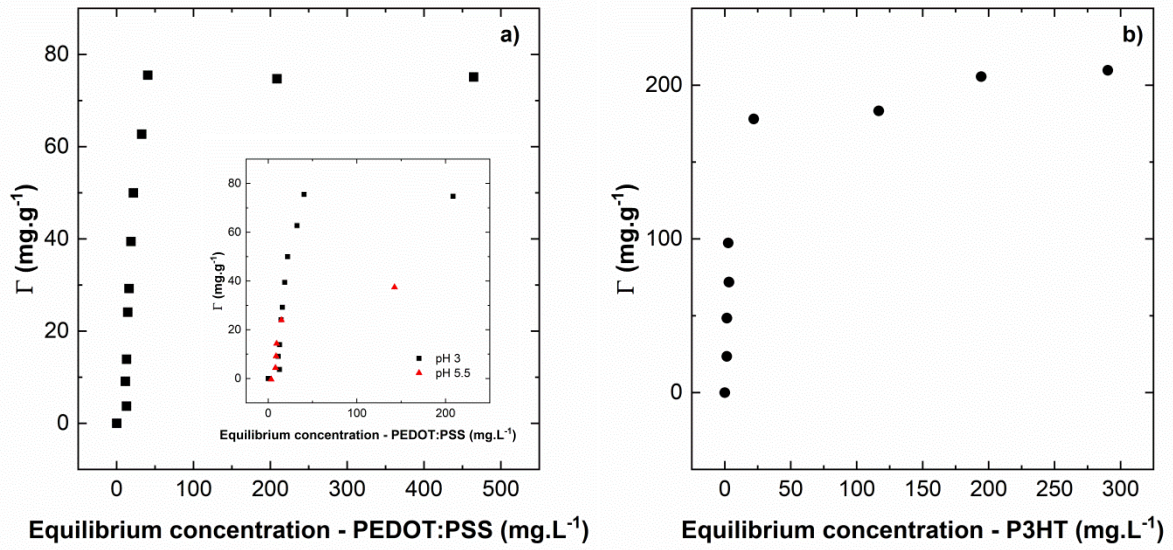 a)
80
60
40
20
0
Γ (mg.g-1)
0 100 200 300 400 500
Equilibrium concentration - PEDOT:PSS (mg.L-1)
80
60
40
20
0
Γ (mg.g-1)
pH 3
pH 5.5
0 100 200
Equilibrium concentration - PEDOT:PSS (mg.L-1)
b)
200
100
0
Γ (mg.g-1)
0 50 100 150 200 250 300
Equilibrium concentration - P3HT (mg.L-1)